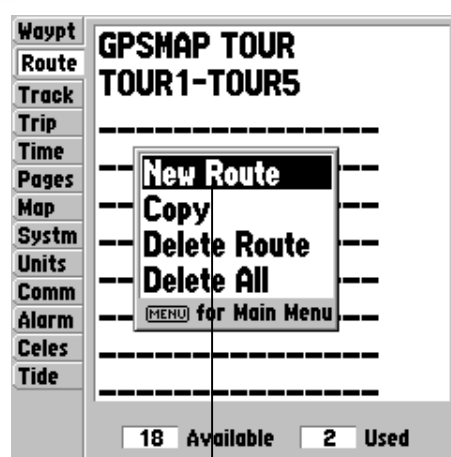 Waypt
Route
Track
Trip
Time
Pages
Map
Systm
Units
Comm
Alarm
Celes
Tide
GPSMAP TOUR
TOUR1-TOUR5
New Route
Copy
Delete Route
Delete All
MENU for Main Menu
18 Available 2 Used